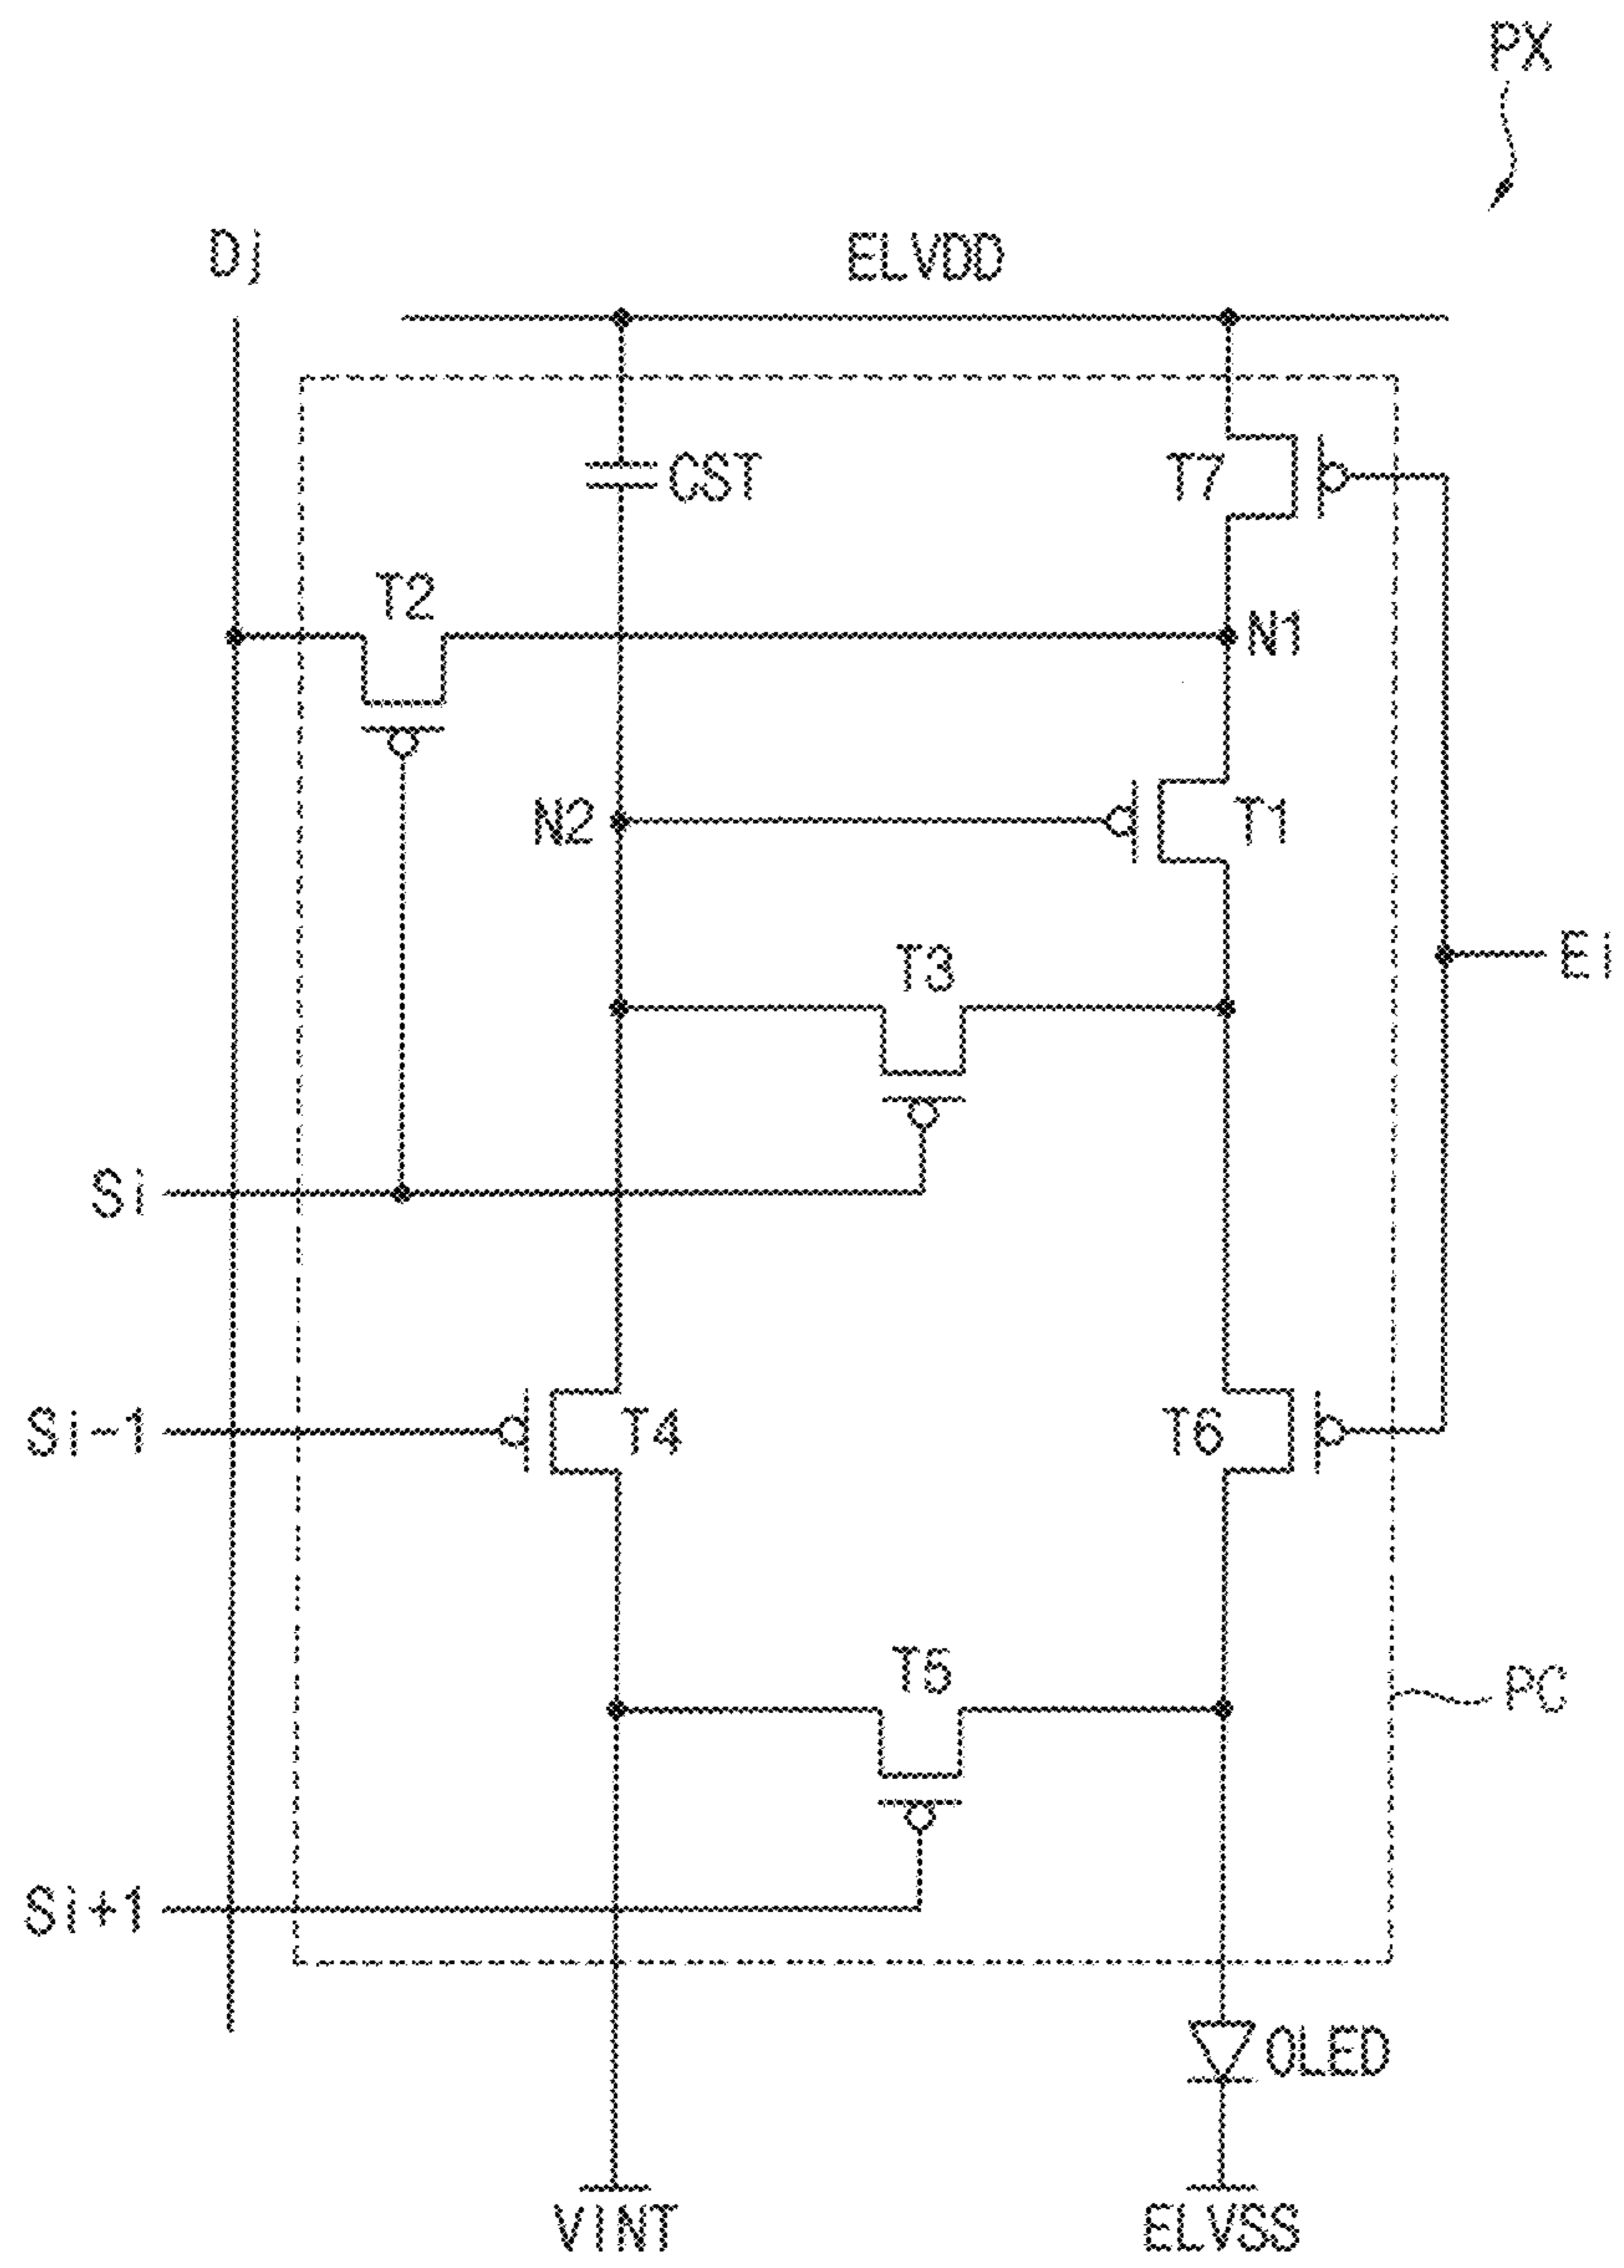 PX
Dj
ELVDD
CST
T7
T2
N1
N2
T1
T3
Ei
Si
Si-1
T4
T6
T5
PC
Si+1
OLED
VINT
ELVSS